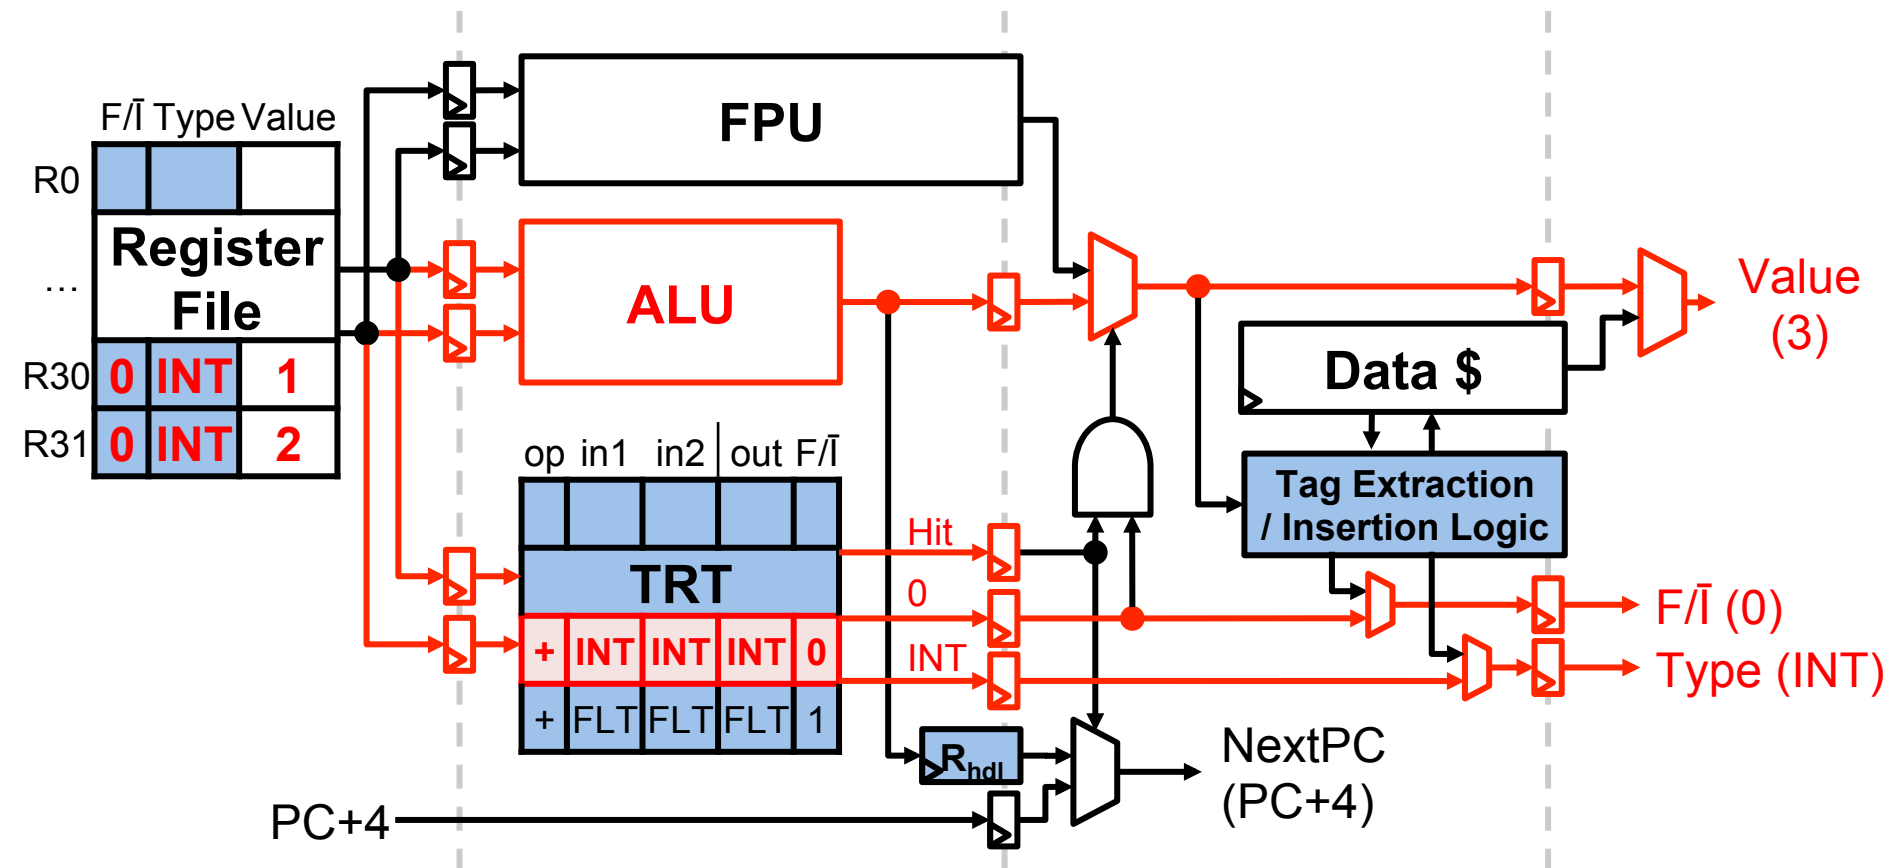 F/Ī Type Value
R0
Register
File
...
R30 0 INT 1
R31 0 INT 2
FPU
ALU
op in1 in2 out F/Ī
TRT
+ INT INT INT 0
+ FLT FLT FLT 1
Hit
0
INT
Rhdl
PC+4
Data $
Tag Extraction
/ Insertion Logic
Value
(3)
F/Ī (0)
Type (INT)
NextPC
(PC+4)